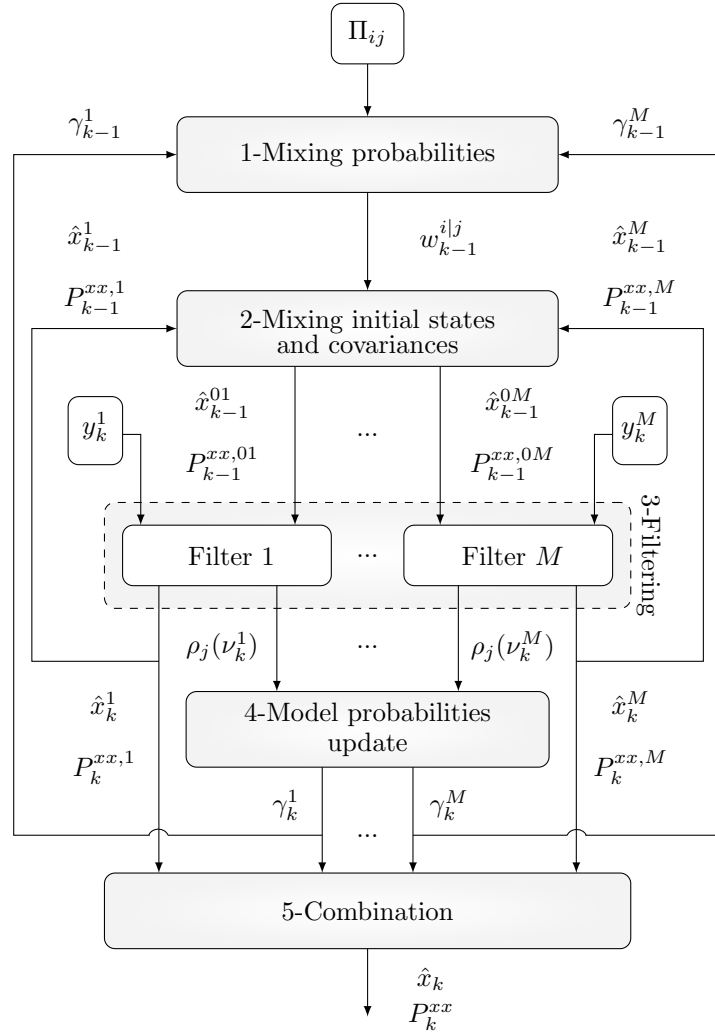 Π_{ij}
γ^1_{k−1}
γ^M_{k−1}
1-Mixing probabilities
x̂^1_{k−1}
w^{i|j}_{k−1}
x̂^M_{k−1}
P^{xx,1}_{k−1}
P^{xx,M}_{k−1}
2-Mixing initial states
and covariances
x̂^{01}_{k−1}
x̂^{0M}_{k−1}
y^1_k
...
y^M_k
P^{xx,01}_{k−1}
P^{xx,0M}_{k−1}
3-Filtering
Filter 1
...
Filter M
ρ_j(ν^1_k)
...
ρ_j(ν^M_k)
x̂^1_k
4-Model probabilities
update
x̂^M_k
P^{xx,1}_k
P^{xx,M}_k
γ^1_k
γ^M_k
...
5-Combination
x̂_k
P^{xx}_k